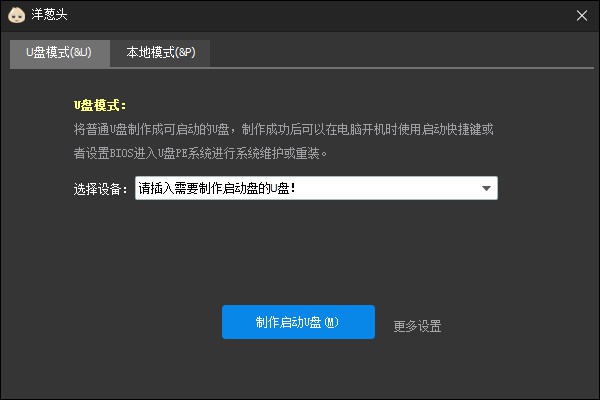 洋葱头
U盘模式(&U) 本地模式(&P)
U盘模式:
将普通U盘制作成可启动的U盘，制作成功后可以在电脑开机时使用启动快捷键或
者设置BIOS进入U盘PE系统进行系统维护或重装。
选择设备: 请插入需要制作启动盘的U盘!
制作启动U盘(M) 更多设置